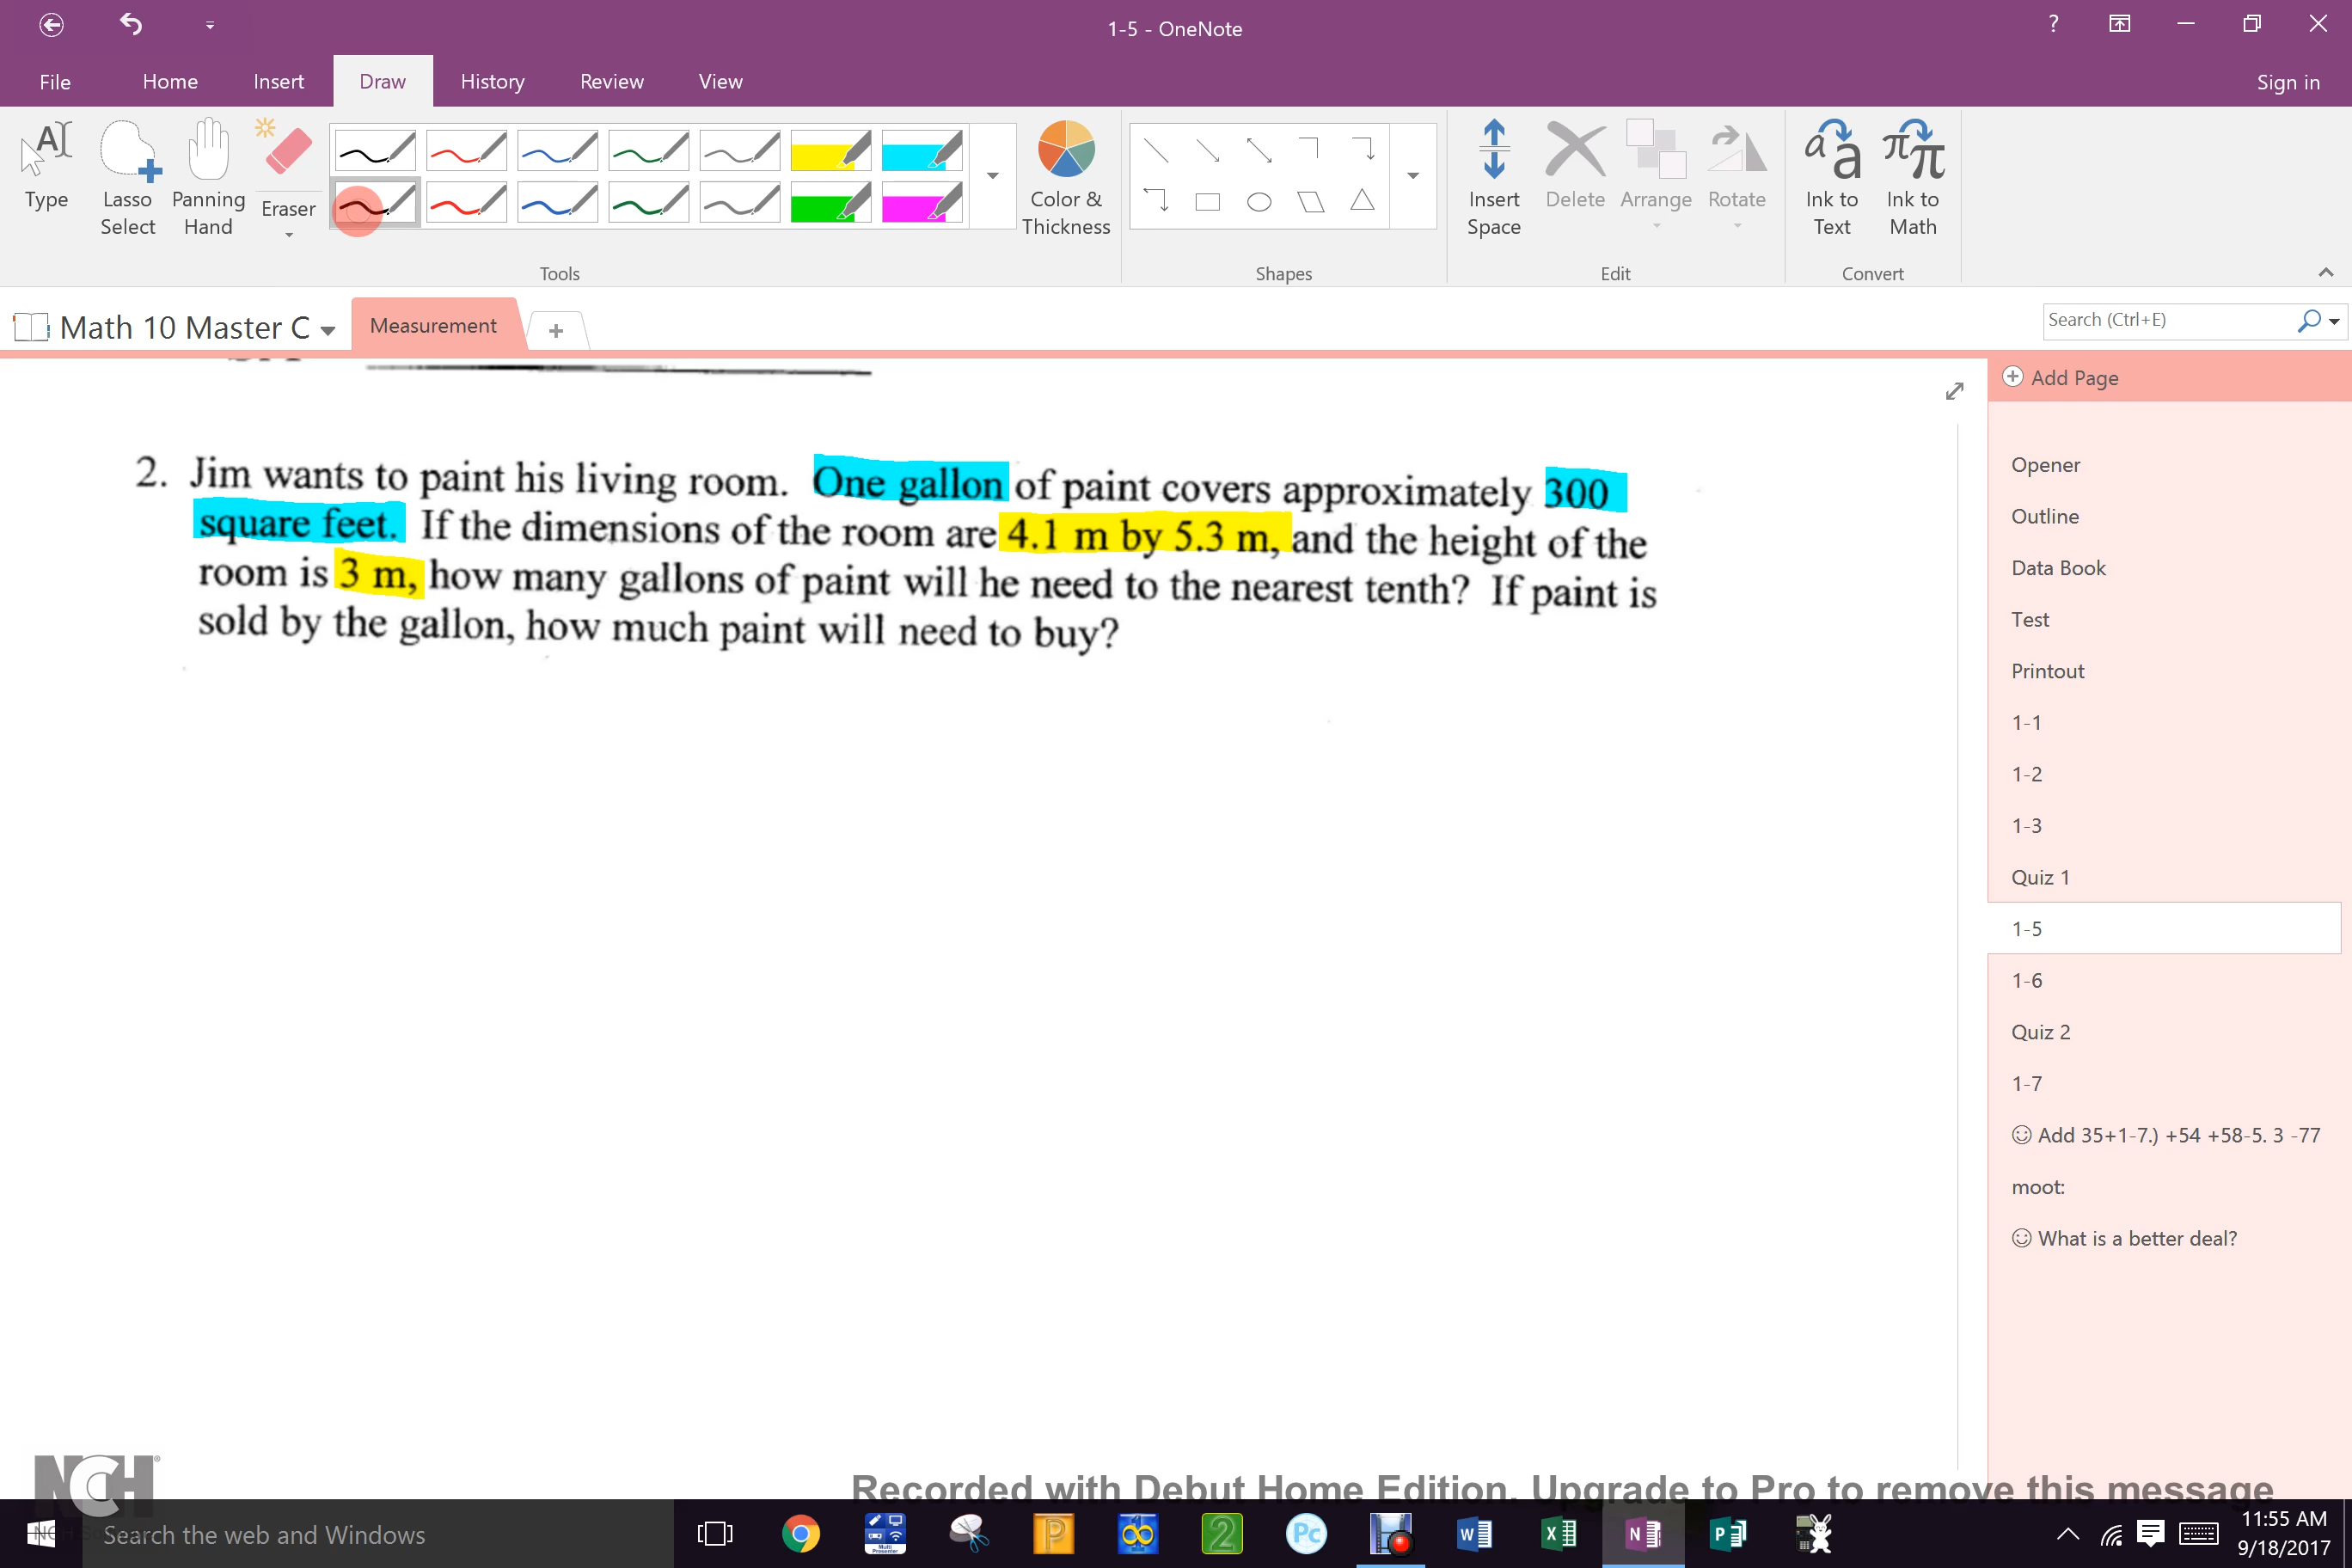 1-5 - OneNote
?
File
Home
Insert
Draw
History
Review
View
Sign in
Type
Lasso Select
Panning Hand
Eraser
Color & Thickness
Insert Space
Delete
Arrange
Rotate
Ink to Text
Ink to Math
Tools
Shapes
Edit
Convert
Math 10 Master C
Measurement
Search (Ctrl+E)
Add Page
2. Jim wants to paint his living room. One gallon of paint covers approximately 300
square feet. If the dimensions of the room are 4.1 m by 5.3 m, and the height of the
room is 3 m, how many gallons of paint will he need to the nearest tenth? If paint is
sold by the gallon, how much paint will need to buy?
Opener
Outline
Data Book
Test
Printout
1-1
1-2
1-3
Quiz 1
1-5
1-6
Quiz 2
1-7
Add 35+1-7.) +54 +58-5. 3 -77
moot:
What is a better deal?
NCH
Recorded with Debut Home Edition. Upgrade to Pro to remove this message
Search the web and Windows
11:55 AM
9/18/2017